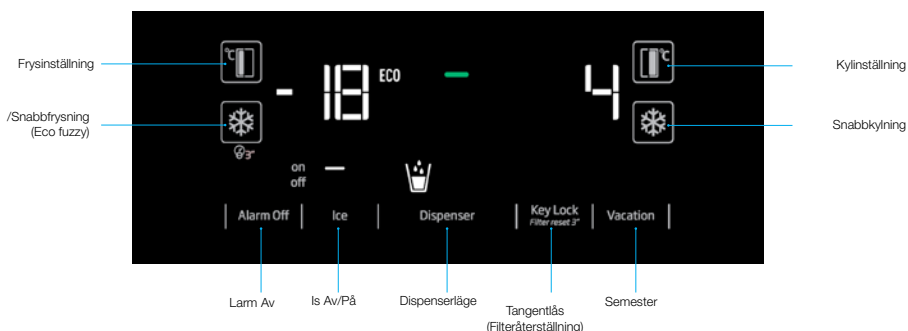 Frysinställning
/Snabbfrysning
(Eco fuzzy)
°C
- 18 ECO
4
°C
3"
on
off
Alarm Off
Ice
Dispenser
Key Lock
Filter reset 3"
Vacation
Kylinställning
Snabbkylning
Larm Av
Is Av/På
Dispenserläge
Tangentlås
(Filteråterställning)
Semester